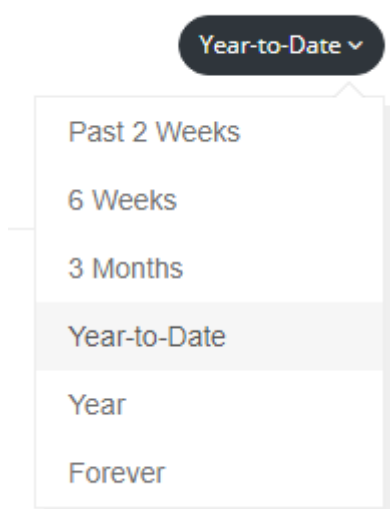 Year-to-Date
Past 2 Weeks
6 Weeks
3 Months
Year-to-Date
Year
Forever